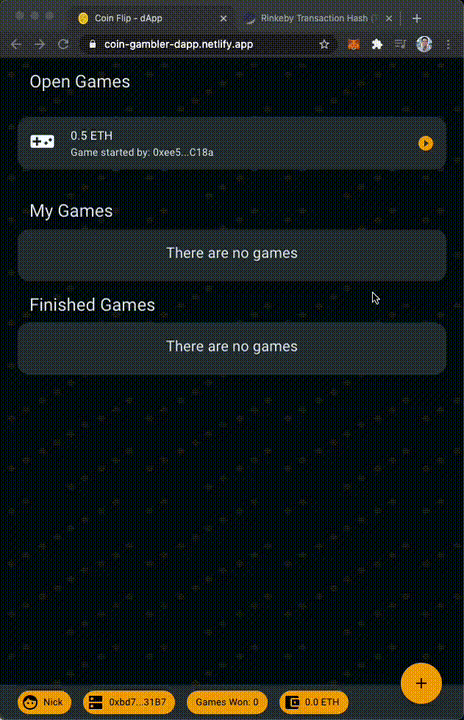 Coin Flip - dApp
Rinkeby Transaction Hash (
coin-gambler-dapp.netlify.app
Open Games
0.5 ETH
Game started by: 0xee5...C18a
My Games
There are no games
Finished Games
There are no games
+
Nick
0xbd7...31B7
Games Won: 0
0.0 ETH